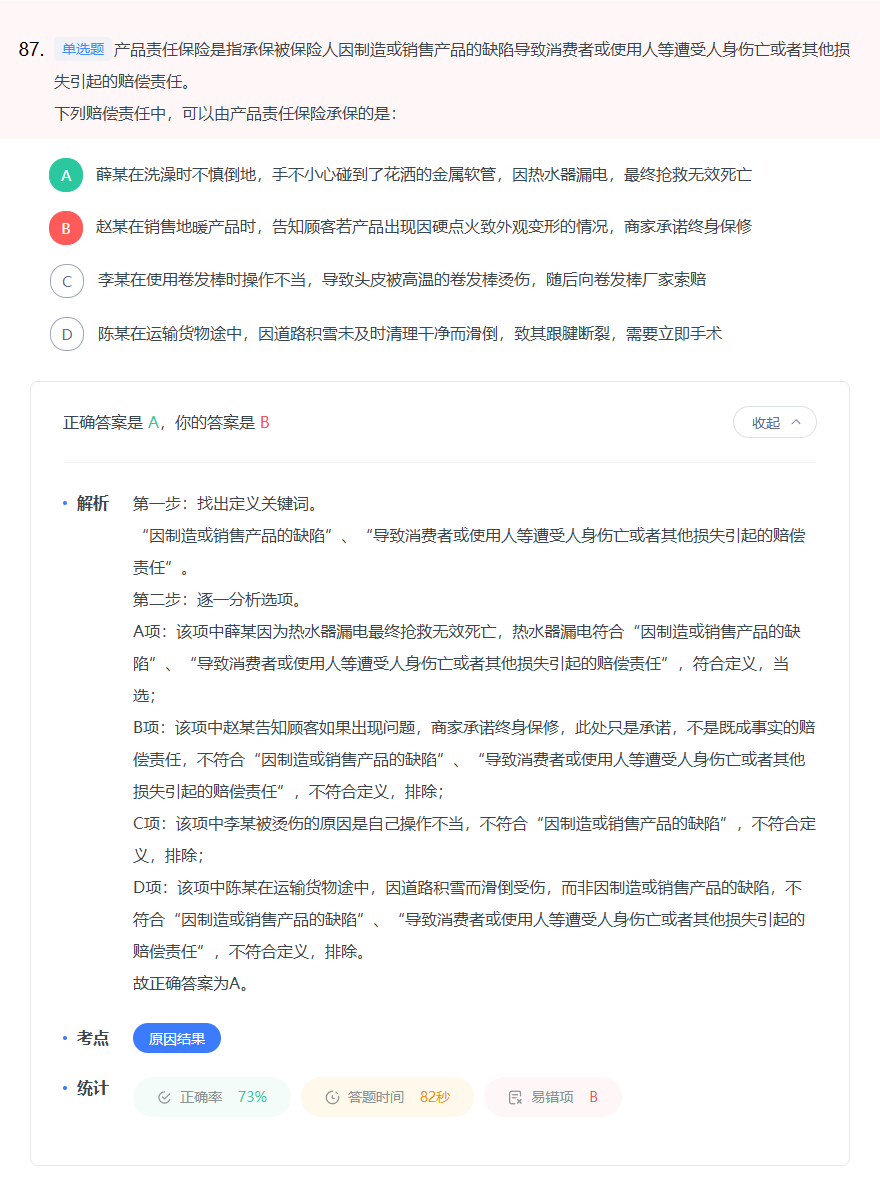 87. 单选题 产品责任保险是指承保被保险人因制造或销售产品的缺陷导致消费者或使用人等遭受人身伤亡或者其他损
失引起的赔偿责任。
下列赔偿责任中，可以由产品责任保险承保的是：
A 薛某在洗澡时不慎倒地，手不小心碰到了花洒的金属软管，因热水器漏电，最终抢救无效死亡
B 赵某在销售地暖产品时，告知顾客若产品出现因硬点火致外观变形的情况，商家承诺终身保修
C 李某在使用卷发棒时操作不当，导致头皮被高温的卷发棒烫伤，随后向卷发棒厂家索赔
D 陈某在运输货物途中，因道路积雪未及时清理干净而滑倒，致其跟腱断裂，需要立即手术
正确答案是 A，你的答案是 B
收起
解析
第一步：找出定义关键词。
“因制造或销售产品的缺陷”、“导致消费者或使用人等遭受人身伤亡或者其他损失引起的赔偿
责任”。
第二步：逐一分析选项。
A项：该项中薛某因为热水器漏电最终抢救无效死亡，热水器漏电符合“因制造或销售产品的缺
陷”、“导致消费者或使用人等遭受人身伤亡或者其他损失引起的赔偿责任”，符合定义，当
选；
B项：该项中赵某告知顾客如果出现问题，商家承诺终身保修，此处只是承诺，不是既成事实的赔
偿责任，不符合“因制造或销售产品的缺陷”、“导致消费者或使用人等遭受人身伤亡或者其他
损失引起的赔偿责任”，不符合定义，排除；
C项：该项中李某被烫伤的原因是自己操作不当，不符合“因制造或销售产品的缺陷”，不符合定
义，排除；
D项：该项中陈某在运输货物途中，因道路积雪而滑倒受伤，而非因制造或销售产品的缺陷，不
符合“因制造或销售产品的缺陷”、“导致消费者或使用人等遭受人身伤亡或者其他损失引起的
赔偿责任”，不符合定义，排除。
故正确答案为A。
考点 原因结果
统计 正确率 73% 答题时间 82秒 易错项 B